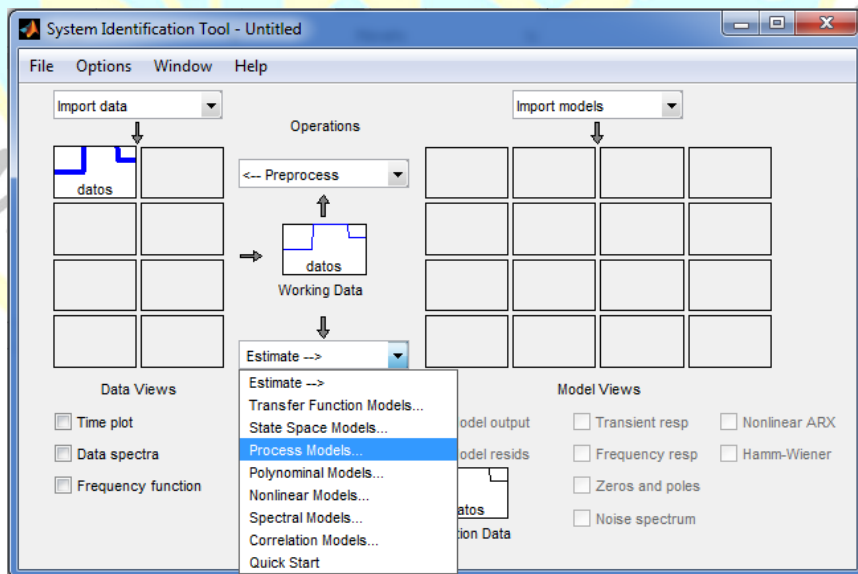 System Identification Tool - Untitled
File Options Window Help
Import data
Import models
Operations
datos
<-- Preprocess
datos
Working Data
Estimate -->
Data Views
Model Views
Estimate -->
Transfer Function Models...
State Space Models...
Process Models...
Polynominal Models...
Nonlinear Models...
Spectral Models...
Correlation Models...
Quick Start
Time plot
Data spectra
Frequency function
odel output
Transient resp
Nonlinear ARX
odel resids
Frequency resp
Hamm-Wiener
Zeros and poles
atos
Noise spectrum
ion Data